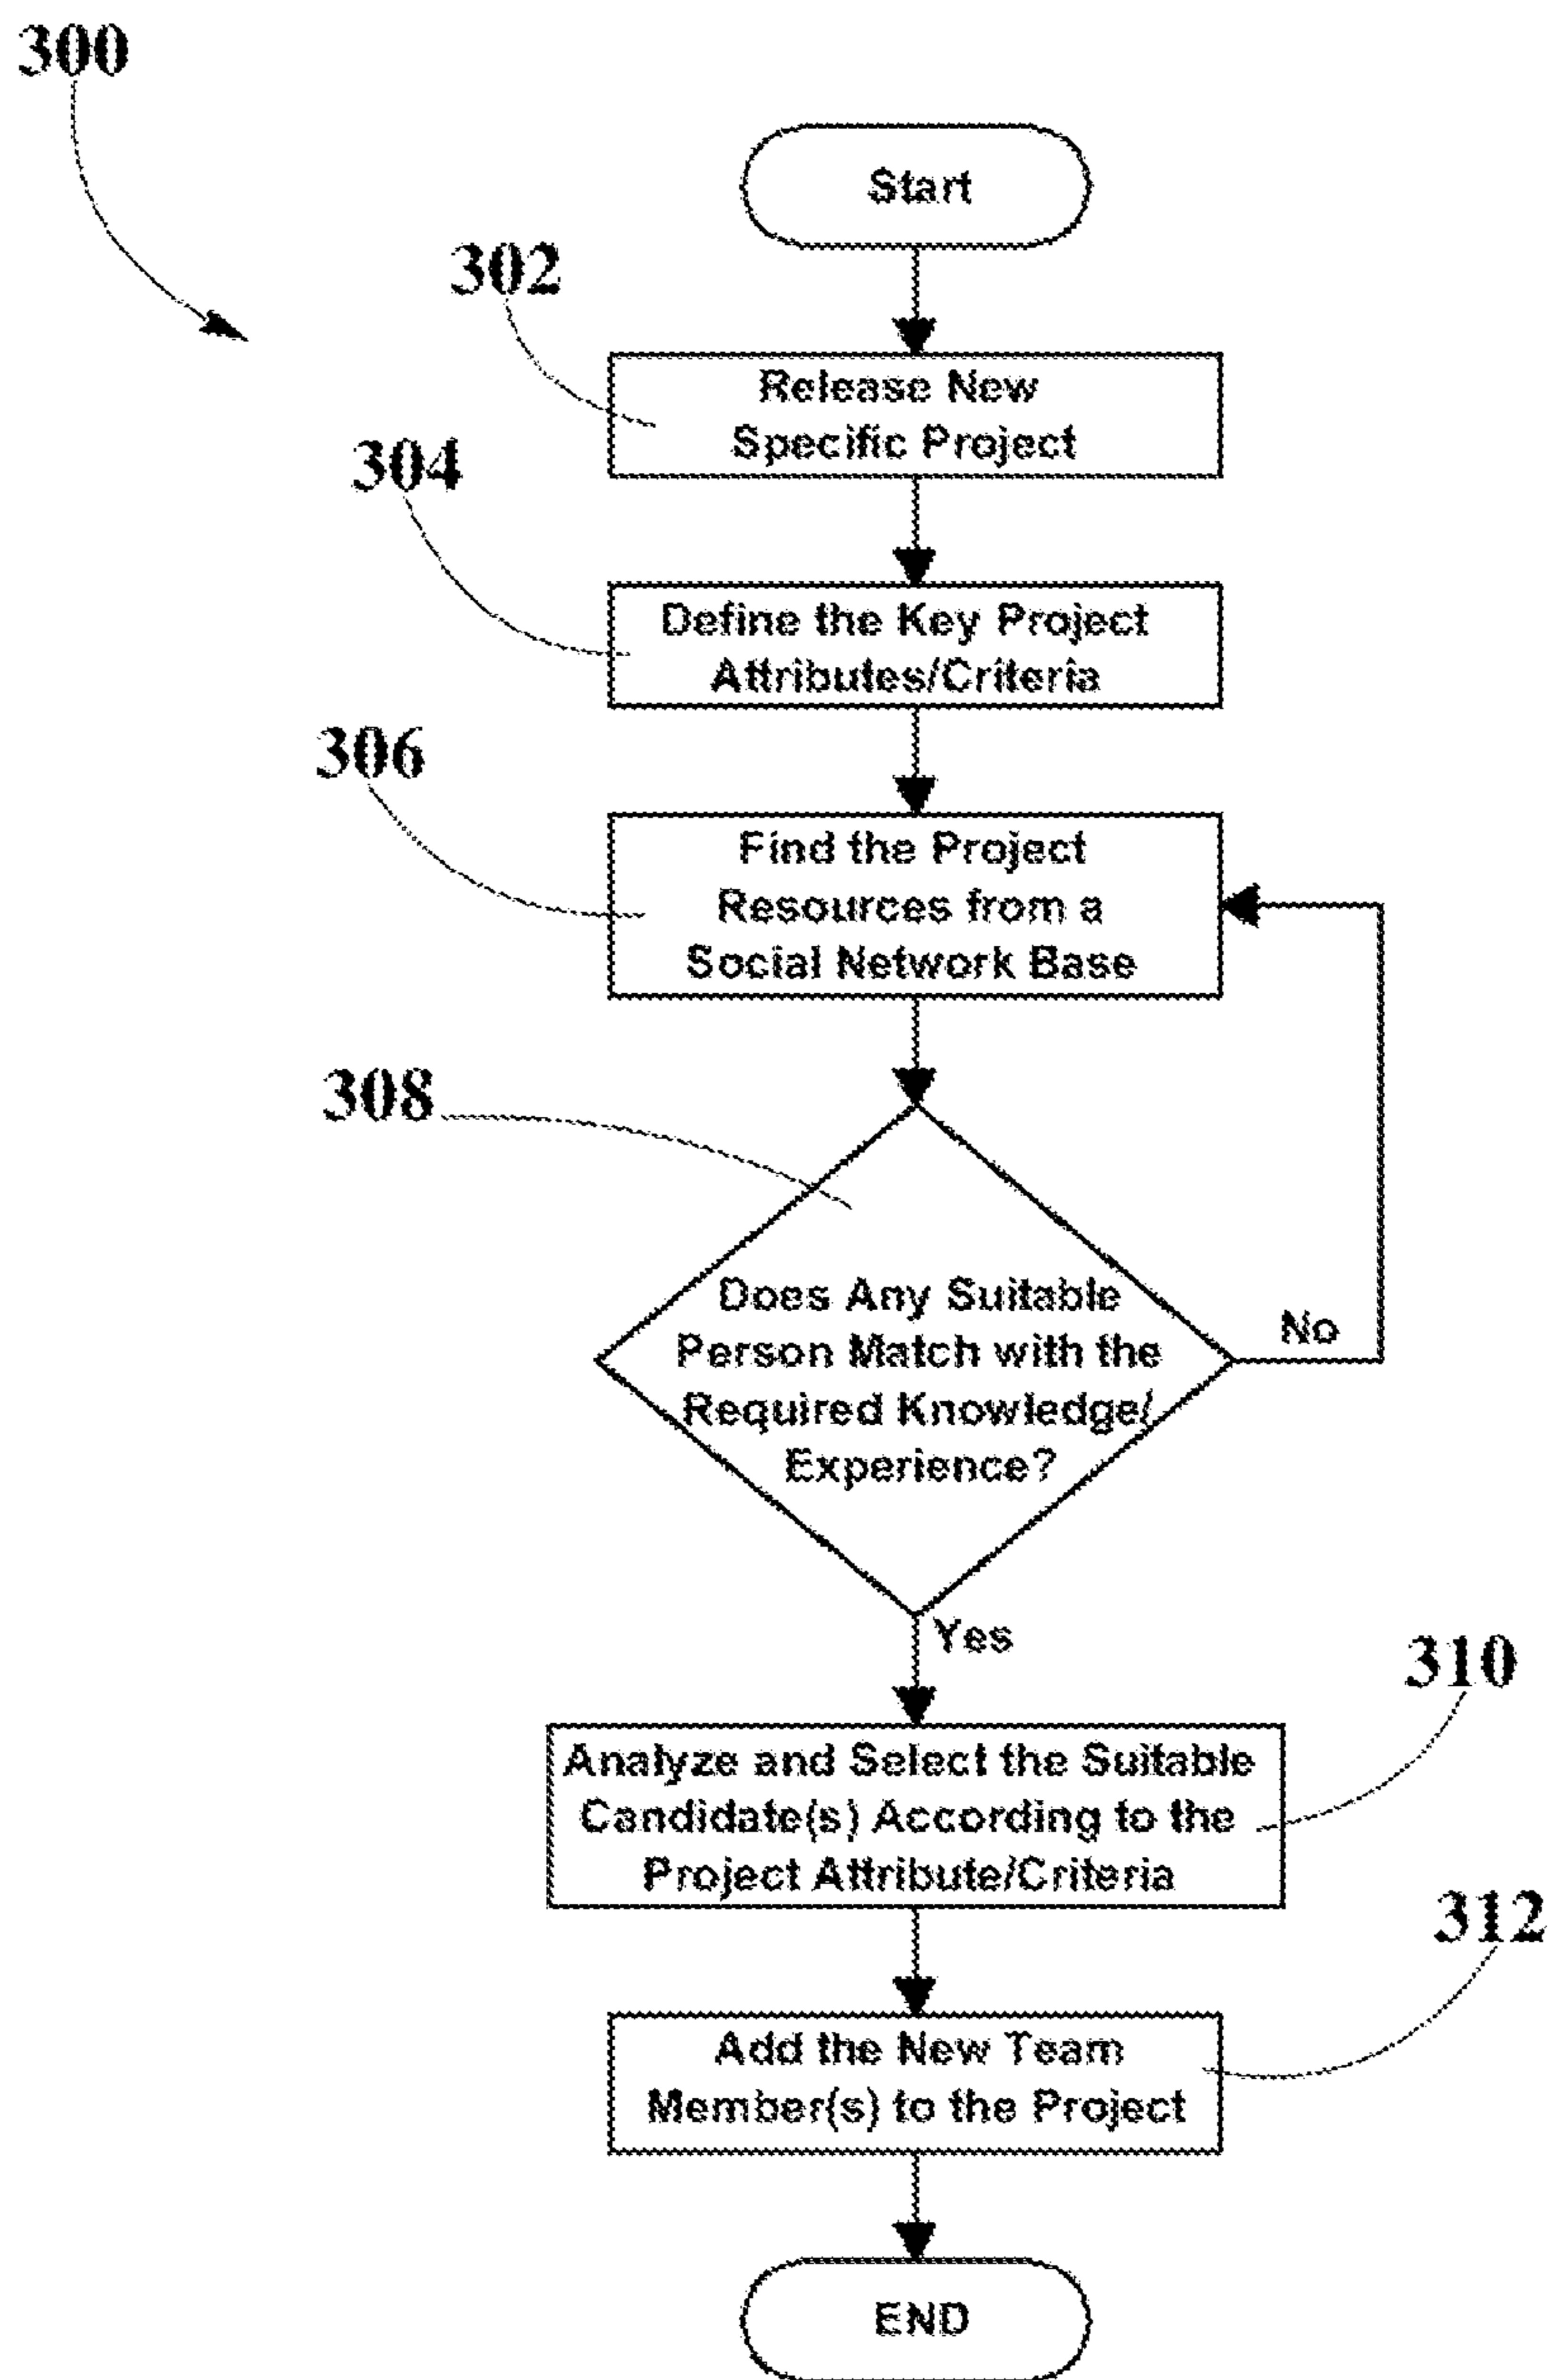 300
Start
302
Release New
Specific Project
304
Define the Key Project
Attributes/Criteria
306
Find the Project
Resources from a
Social Network Base
308
Does Any Suitable
Person Match with the
Required Knowledge/
Experience?
No
Yes
310
Analyze and Select the Suitable
Candidate(s) According to the
Project Attribute/Criteria
312
Add the New Team
Member(s) to the Project
END